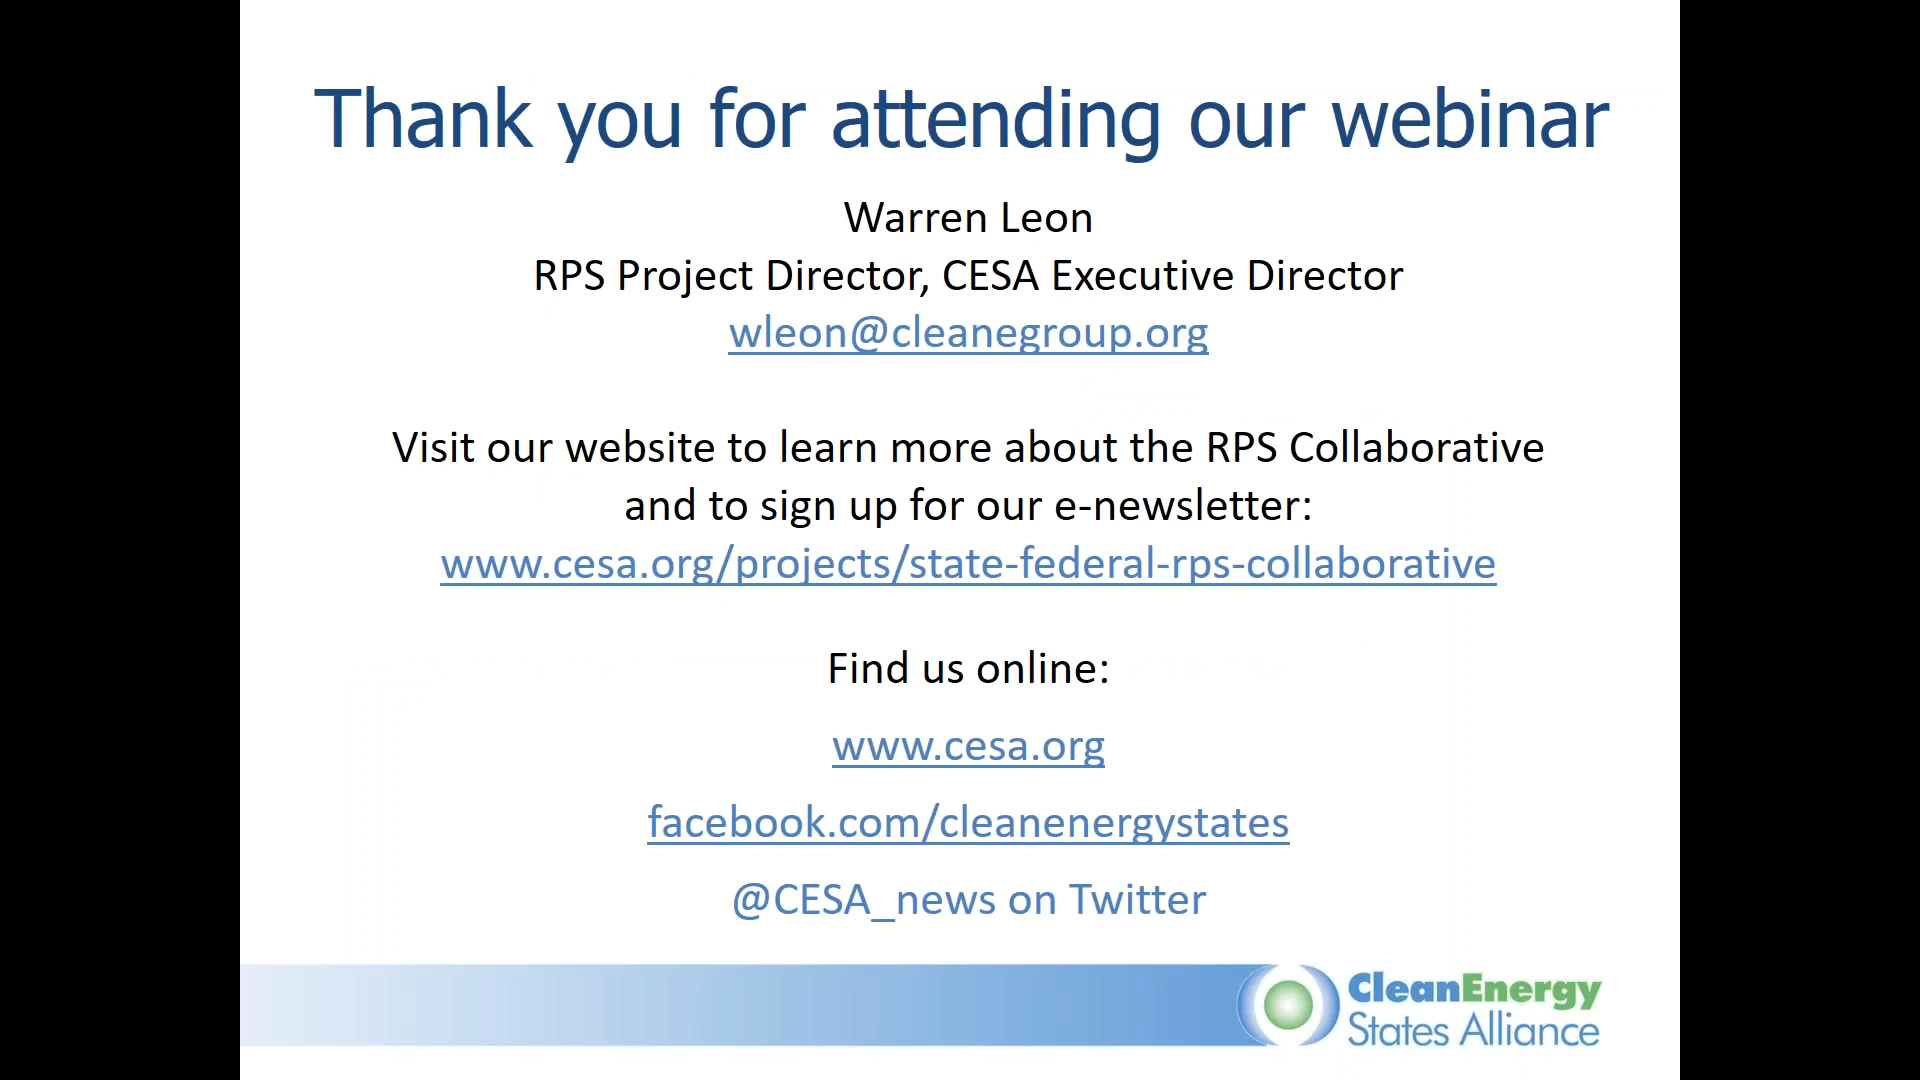 Thank you for attending our webinar
Warren Leon
RPS Project Director, CESA Executive Director
wleon@cleanegroup.org
Visit our website to learn more about the RPS Collaborative
and to sign up for our e-newsletter:
www.cesa.org/projects/state-federal-rps-collaborative
Find us online:
www.cesa.org
facebook.com/cleanenergystates
@CESA_news on Twitter
CleanEnergy
States Alliance